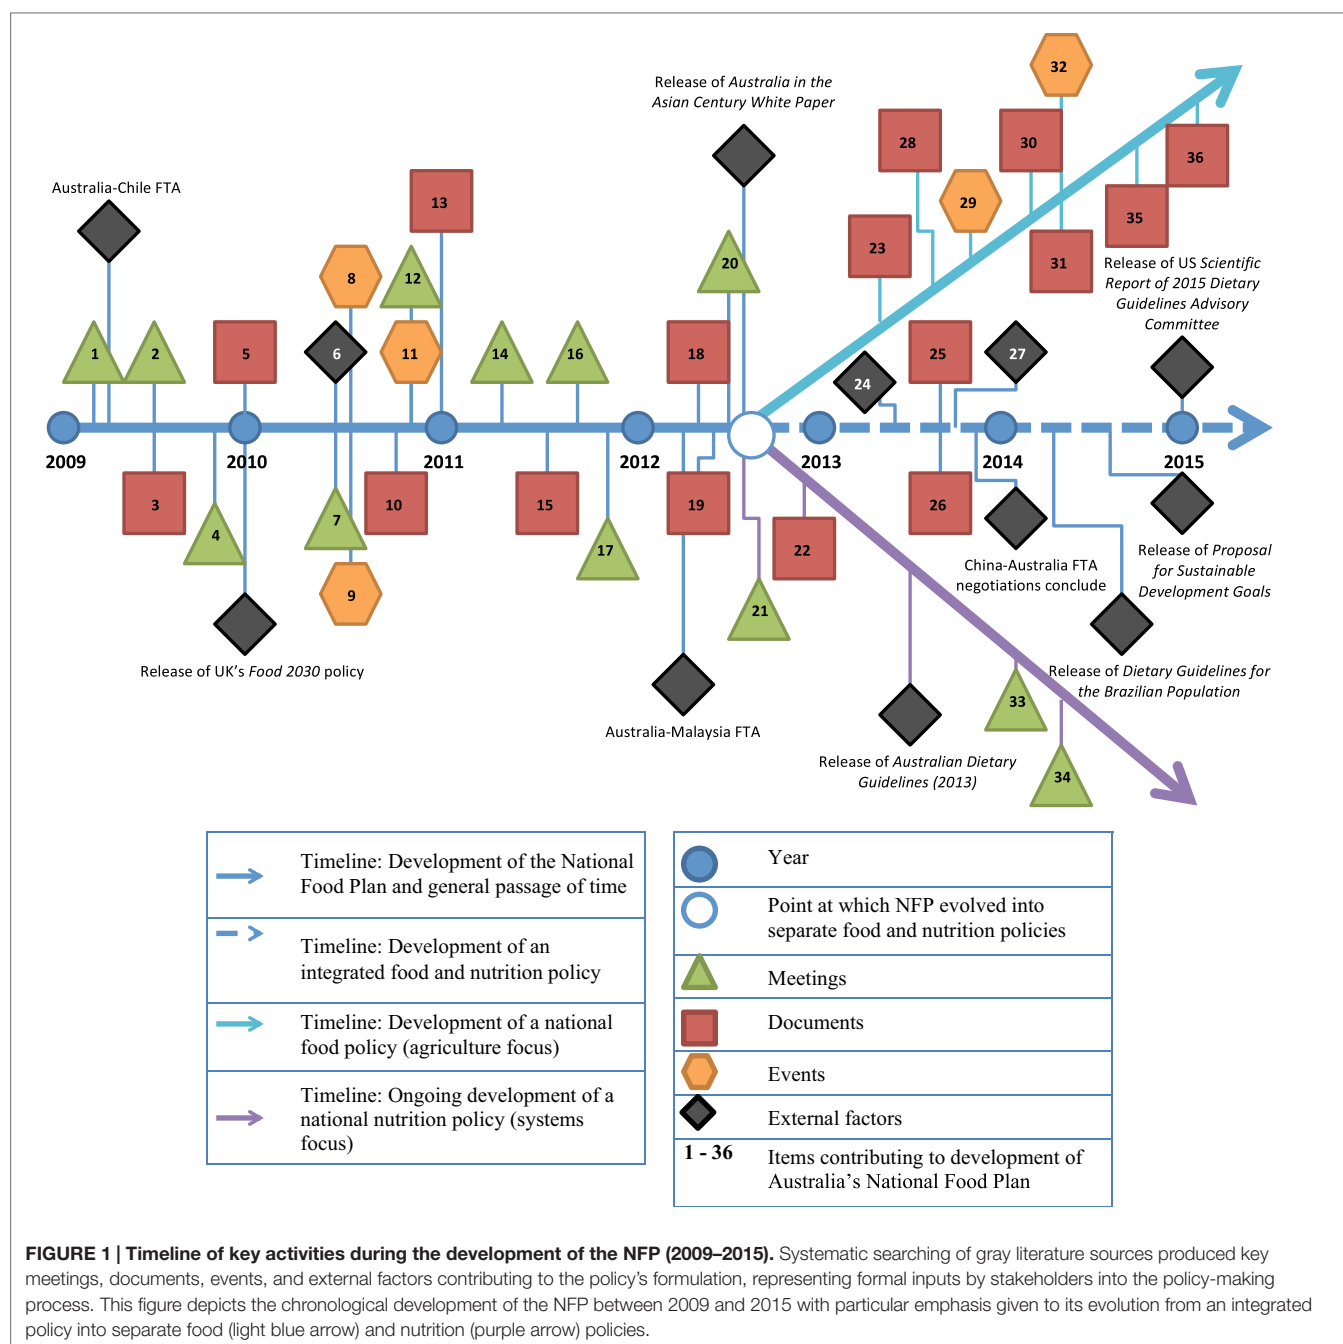 Release of Australia in the
Asian Century White Paper
Australia-Chile FTA
32
28
30
36
13
29
35
23
31
20
8
12
Release of US Scientific
Report of 2015 Dietary
Guidelines Advisory
Committee
1
2
5
6
11
14
16
18
24
25
27
2009
2010
2011
2012
2013
2014
2015
3
4
7
10
15
17
19
22
26
9
21
China-Australia FTA
negotiations conclude
Release of Proposal
for Sustainable
Development Goals
Release of UK's Food 2030 policy
Release of Dietary Guidelines for
the Brazilian Population
33
Australia-Malaysia FTA
Release of Australian Dietary
Guidelines (2013)
34
Timeline: Development of the National
Food Plan and general passage of time
Timeline: Development of an
integrated food and nutrition policy
Timeline: Development of a national
food policy (agriculture focus)
Timeline: Ongoing development of a
national nutrition policy (systems
focus)
Year
Point at which NFP evolved into
separate food and nutrition policies
Meetings
Documents
Events
External factors
1 - 36 Items contributing to development of
Australia's National Food Plan
FIGURE 1 | Timeline of key activities during the development of the NFP (2009–2015). Systematic searching of gray literature sources produced key
meetings, documents, events, and external factors contributing to the policy's formulation, representing formal inputs by stakeholders into the policy-making
process. This figure depicts the chronological development of the NFP between 2009 and 2015 with particular emphasis given to its evolution from an integrated
policy into separate food (light blue arrow) and nutrition (purple arrow) policies.